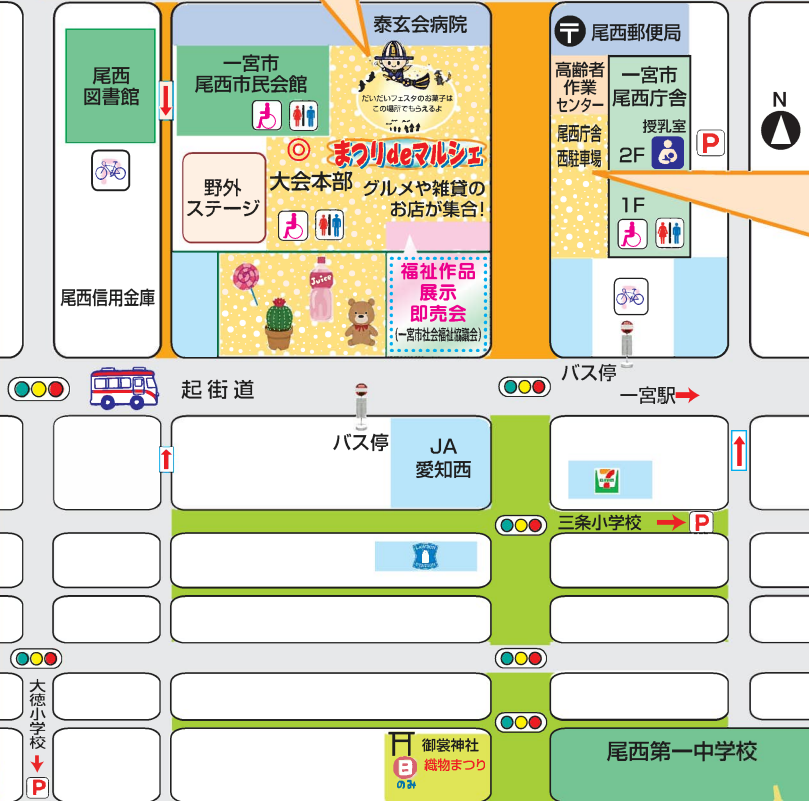 泰玄会病院
尾西郵便局
尾西
図書館
一宮市
尾西市民会館
だいだいフェスタのお菓子は
この場所でもらえるよ
高齢者
作業
センター
一宮市
尾西庁舎
授乳室
2F
P
N
尾西庁舎
西駐車場
1F
まつりdeマルシェ
野外
ステージ
大会本部
グルメや雑貨の
お店が集合!
尾西信用金庫
Juice
福祉作品
展示
即売会
(一宮市社会福祉協議会)
バス停
起街道
一宮駅
バス停
JA
愛知西
三条小学校
P
大徳小学校
P
御裳神社
織物まつり
日
のみ
尾西第一中学校